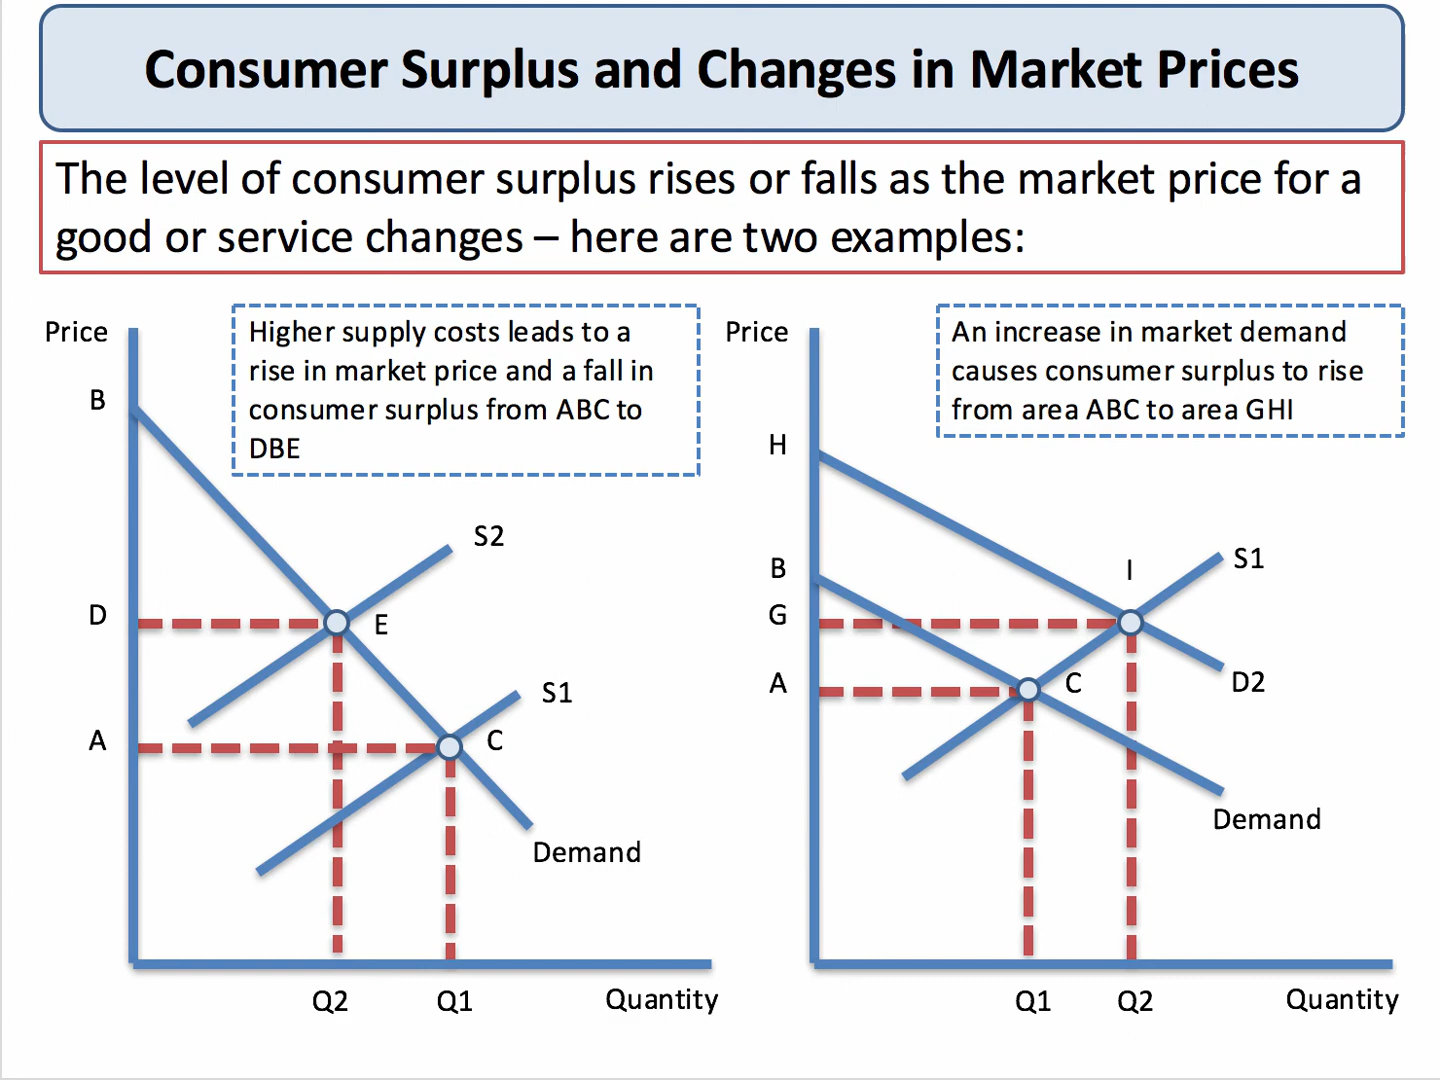 Consumer Surplus and Changes in Market Prices
The level of consumer surplus rises or falls as the market price for a
good or service changes – here are two examples:
Price
Higher supply costs leads to a
rise in market price and a fall in
consumer surplus from ABC to
DBE
B
S2
D
E
S1
A
C
Demand
Q2
Q1
Quantity
Price
An increase in market demand
causes consumer surplus to rise
from area ABC to area GHI
H
B
I
S1
G
A
C
D2
Demand
Q1
Q2
Quantity